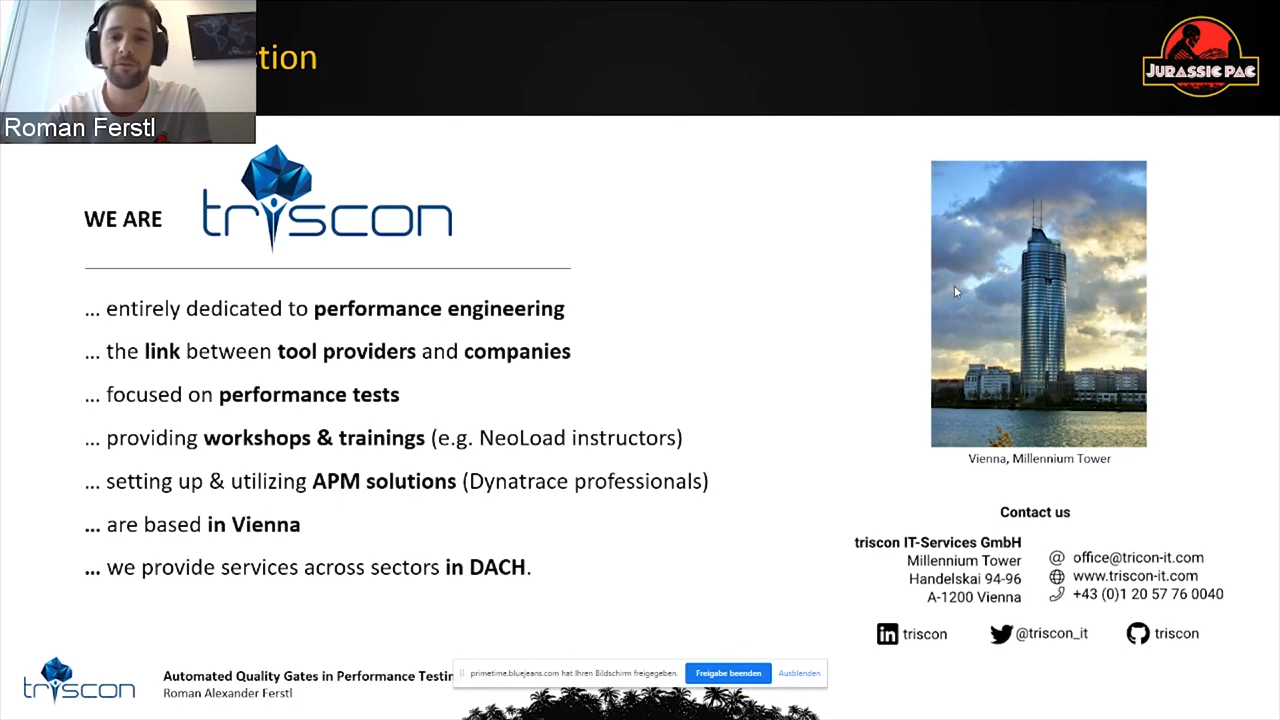 tion
JURASSIC PAC
Roman Ferstl
WE ARE
triscon
... entirely dedicated to performance engineering
... the link between tool providers and companies
... focused on performance tests
... providing workshops & trainings (e.g. NeoLoad instructors)
... setting up & utilizing APM solutions (Dynatrace professionals)
... are based in Vienna
... we provide services across sectors in DACH.
Vienna, Millennium Tower
Contact us
triscon IT-Services GmbH
Millennium Tower
Handelskai 94-96
A-1200 Vienna
@ office@tricon-it.com
www.triscon-it.com
+43 (0)1 20 57 76 0040
in triscon
@triscon_it
triscon
triscon
Automated Quality Gates in Performance Testin
Roman Alexander Ferstl
primetime.bluejeans.com hat Ihren Bildschirm freigegeben.
Freigabe beenden
Ausblenden